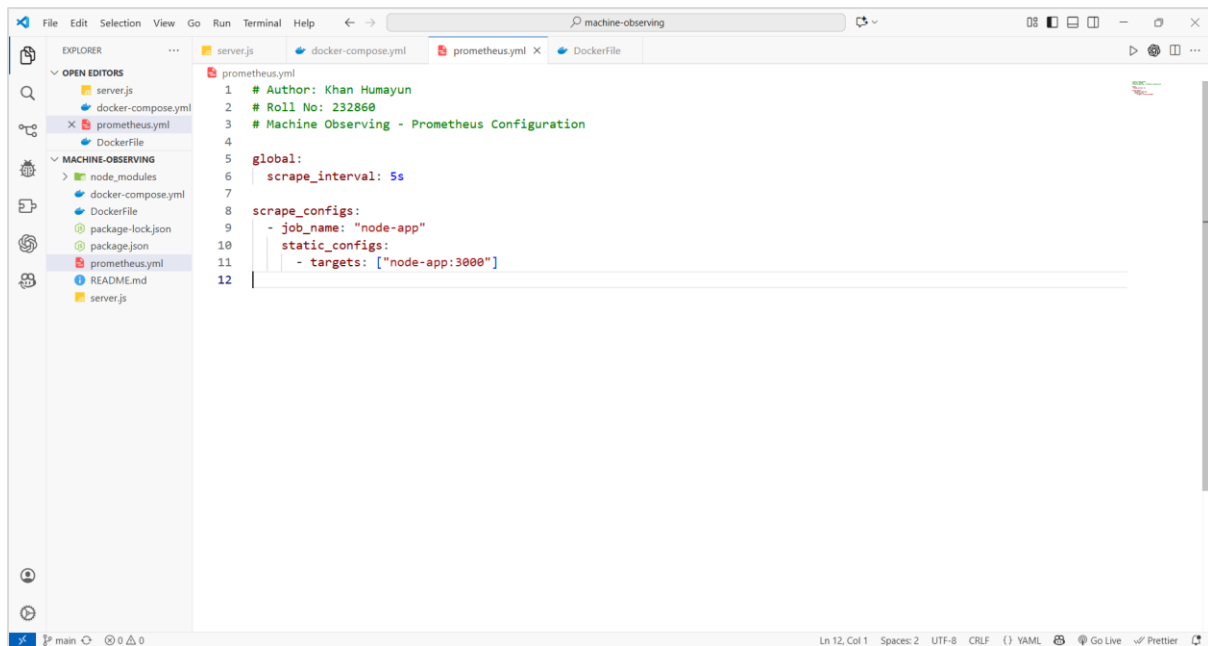 File Edit Selection View Go Run Terminal Help
machine-observing
EXPLORER
server.js
docker-compose.yml
prometheus.yml
DockerFile
OPEN EDITORS
server.js
docker-compose.yml
prometheus.yml
DockerFile
MACHINE-OBSERVING
node_modules
docker-compose.yml
DockerFile
package-lock.json
package.json
prometheus.yml
README.md
server.js
prometheus.yml
1 # Author: Khan Humayun
2 # Roll No: 232860
3 # Machine Observing - Prometheus Configuration
4
5 global:
6 scrape_interval: 5s
7
8 scrape_configs:
9 - job_name: "node-app"
10 static_configs:
11 - targets: ["node-app:3000"]
12
main 0 0 Ln 12, Col 1 Spaces: 2 UTF-8 CRLF {} YAML Go Live Prettier